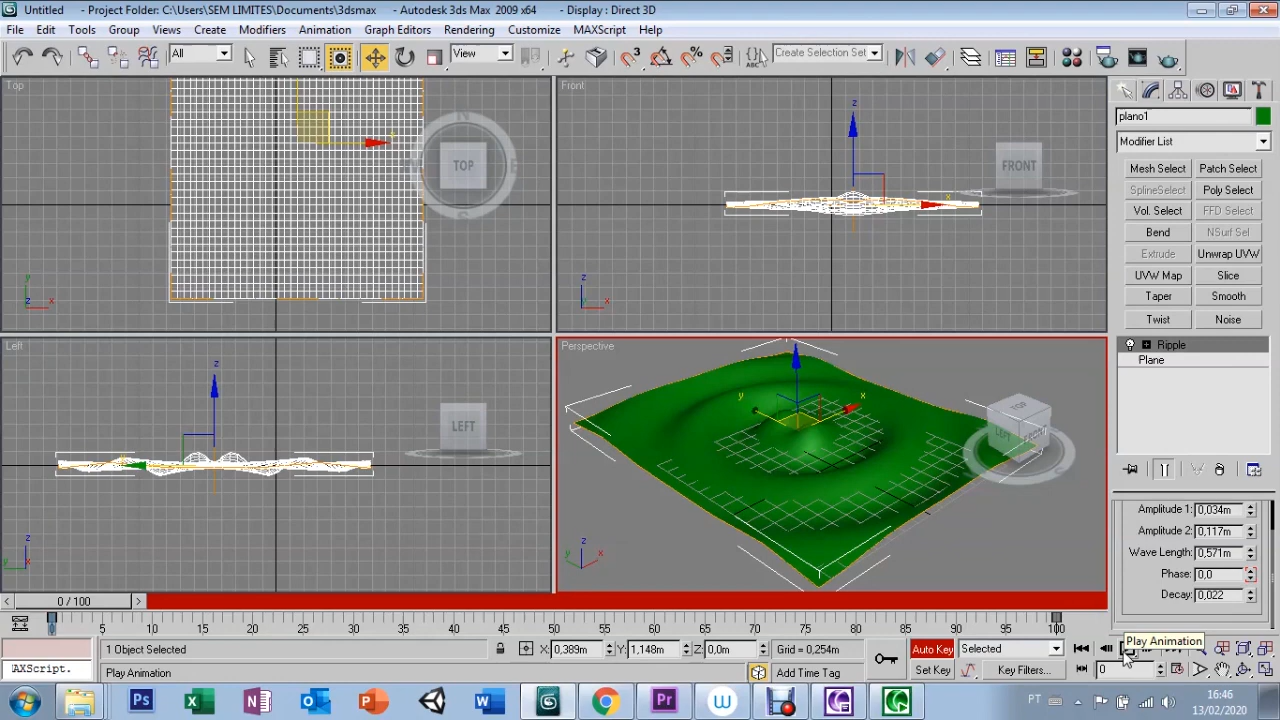 Untitled - Project Folder: C:\Users\SEM LIMITES\Documents\3dsmax - Autodesk 3ds Max 2009 x64 - Display : Direct 3D
File Edit Tools Group Views Create Modifiers Animation Graph Editors Rendering Customize MAXScript Help
All View Create Selection Set
Top
TOP
Front
FRONT
Left
LEFT
Perspective
TOP
LEFT FRONT
plano1
Modifier List
Mesh Select Patch Select
SplineSelect Poly Select
Vol. Select FFD Select
Bend NSurf Sel
Extrude Unwrap UVW
UVW Map Slice
Taper Smooth
Twist Noise
Ripple
Plane
Amplitude 1: 0,034m
Amplitude 2: 0,117m
Wave Length: 0,571m
Phase: 0,0
Decay: 0,022
0 / 100
0 5 10 15 20 25 30 35 40 45 50 55 60 65 70 75 80 85 90 95 100
Play Animation
1 Object Selected X: 0,389m Y: 1,148m Z: 0,0m Grid = 0,254m Auto Key Selected
AXScript. Play Animation Add Time Tag Set Key Key Filters... 0
PT 16:46
13/02/2020